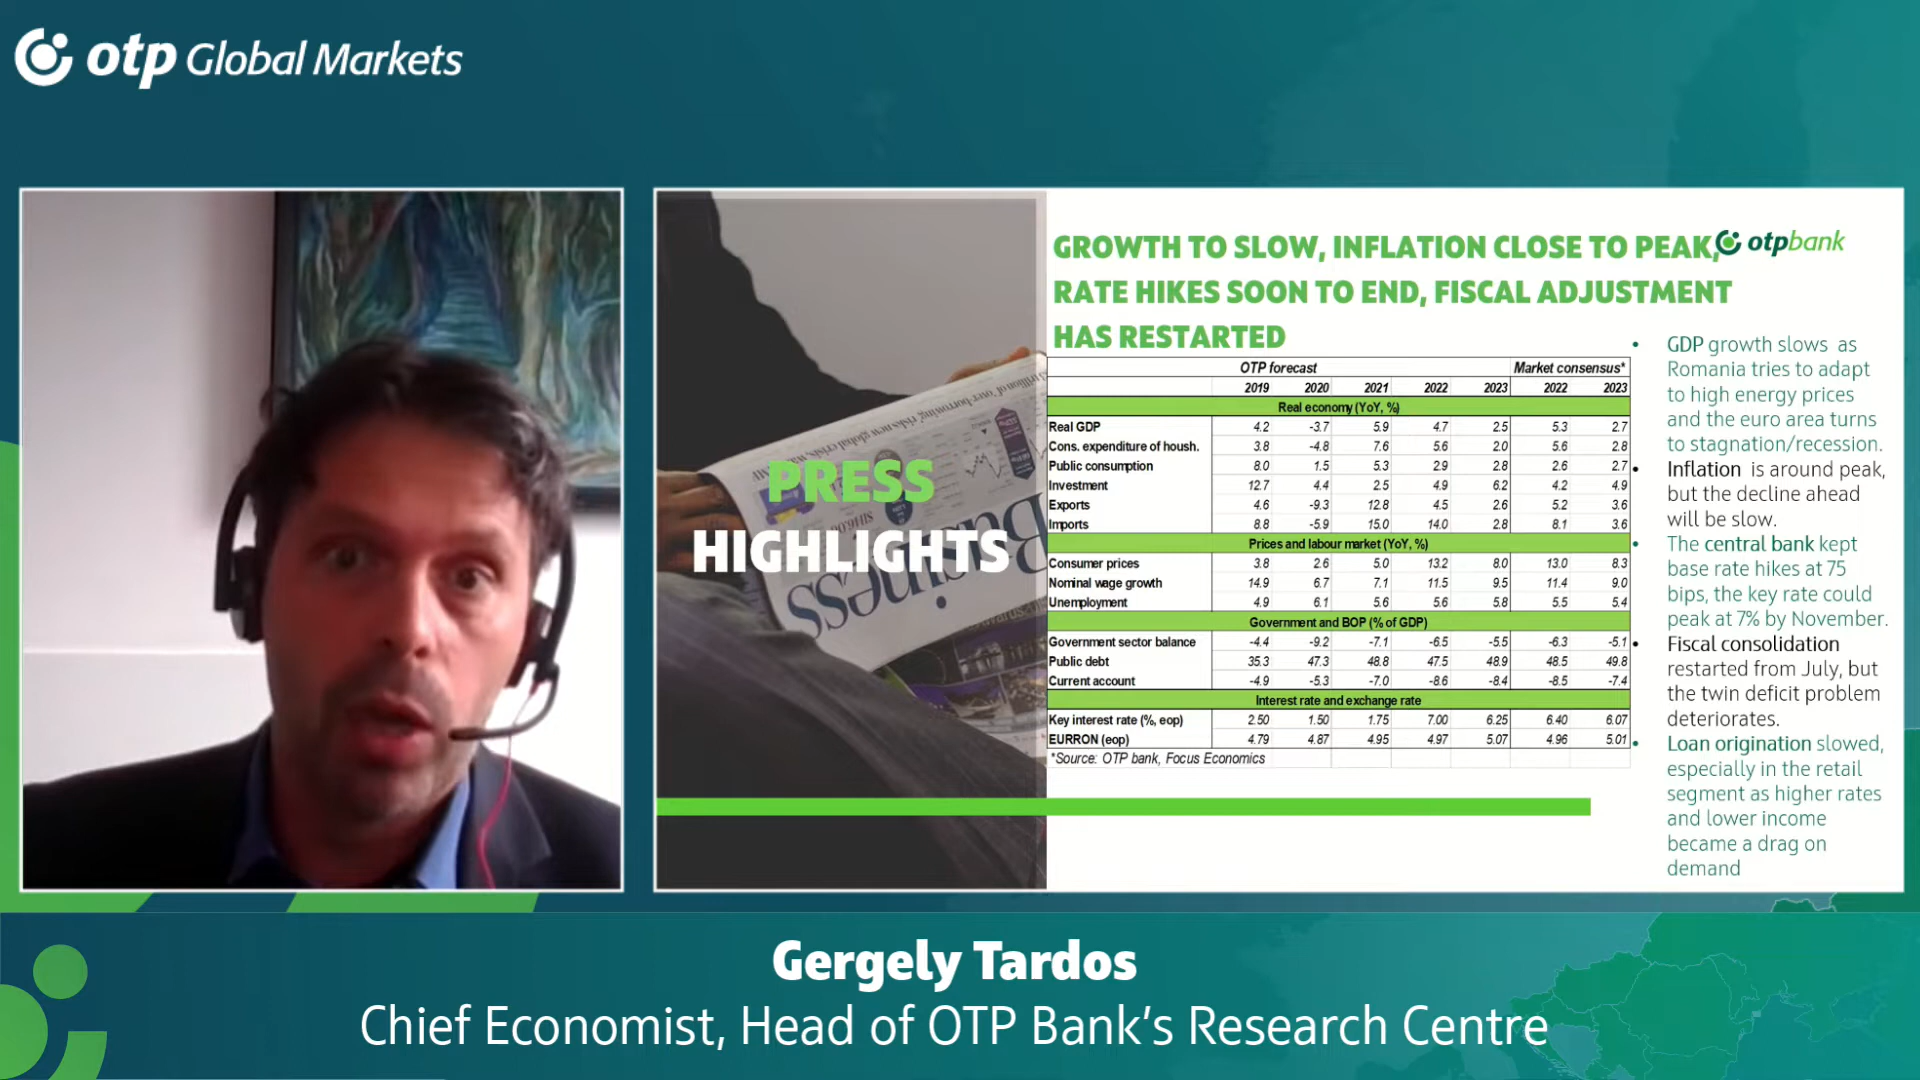 otp Global Markets
PRESS
HIGHLIGHTS
Business
GROWTH TO SLOW, INFLATION CLOSE TO PEAK,
otpbank
RATE HIKES SOON TO END, FISCAL ADJUSTMENT
HAS RESTARTED
OTP forecast Market consensus*
2019 2020 2021 2022 2023 2022 2023
Real economy (YoY, %)
Real GDP 4.2 -3.7 5.9 4.7 2.5 5.3 2.7
Cons. expenditure of housh. 3.8 -4.8 7.6 5.6 2.0 5.6 2.8
Public consumption 8.0 1.5 5.3 2.9 2.8 2.6 2.7
Investment 12.7 4.4 2.5 4.9 6.2 4.2 4.9
Exports 4.6 -9.3 12.8 4.5 2.6 5.2 3.6
Imports 8.8 -5.9 15.0 14.0 2.8 8.1 3.6
Prices and labour market (YoY, %)
Consumer prices 3.8 2.6 5.0 13.2 8.0 13.0 8.3
Nominal wage growth 14.9 6.7 7.1 11.5 9.5 11.4 9.0
Unemployment 4.9 6.1 5.6 5.6 5.8 5.5 5.4
Government and BOP (% of GDP)
Government sector balance -4.4 -9.2 -7.1 -6.5 -5.5 -6.3 -5.1
Public debt 35.3 47.3 48.8 47.5 48.9 48.5 49.8
Current account -4.9 -5.3 -7.0 -8.6 -8.4 -8.5 -7.4
Interest rate and exchange rate
Key interest rate (%, eop) 2.50 1.50 1.75 7.00 6.25 6.40 6.07
EURRON (eop) 4.79 4.87 4.95 4.97 5.07 4.96 5.01
*Source: OTP bank, Focus Economics
• GDP growth slows as
Romania tries to adapt
to high energy prices
and the euro area turns
to stagnation/recession.
• Inflation is around peak,
but the decline ahead
will be slow.
• The central bank kept
base rate hikes at 75
bips, the key rate could
peak at 7% by November.
• Fiscal consolidation
restarted from July, but
the twin deficit problem
deteriorates.
• Loan origination slowed,
especially in the retail
segment as higher rates
and lower income
became a drag on
demand
Gergely Tardos
Chief Economist, Head of OTP Bank's Research Centre